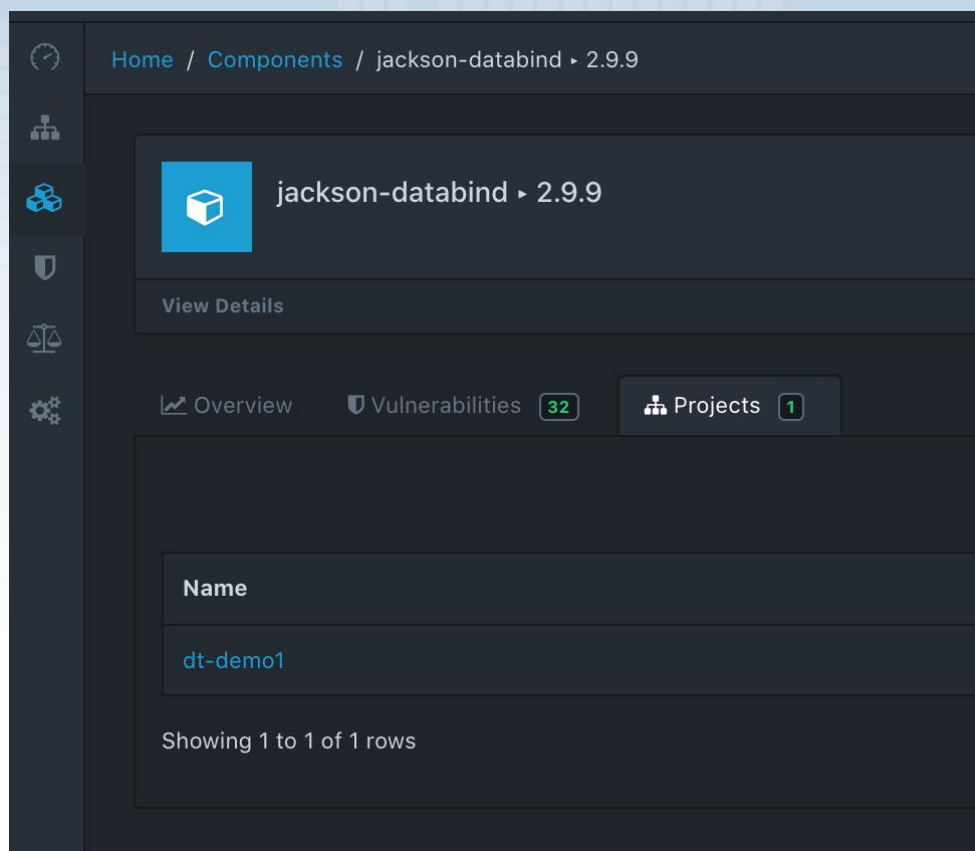 Home / Components / jackson-databind ▸ 2.9.9
jackson-databind ▸ 2.9.9
View Details
Overview Vulnerabilities 32 Projects 1
Name
dt-demo1
Showing 1 to 1 of 1 rows